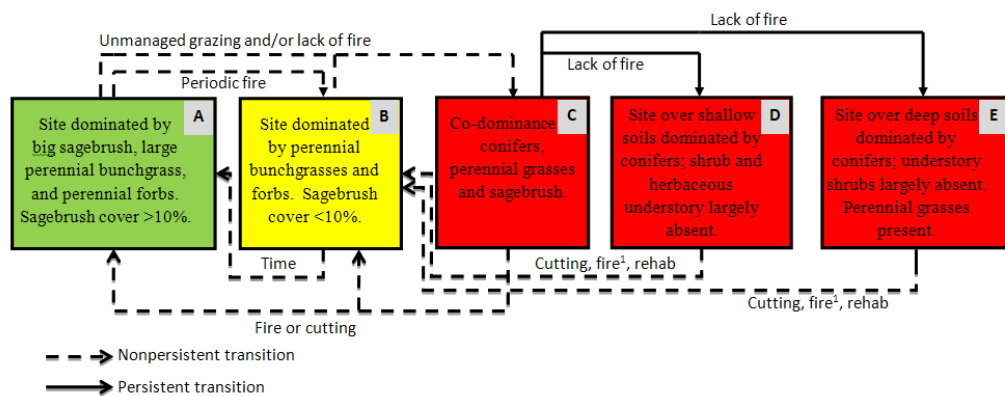 Lack of fire
Unmanaged grazing and/or lack of fire
Lack of fire
Periodic fire
A
Site dominated by
big sagebrush, large
perennial bunchgrass,
and perennial forbs.
Sagebrush cover >10%.
B
Site dominated
by perennial
bunchgrasses and
forbs. Sagebrush
cover <10%.
C
Co-dominance
conifers,
perennial grasses
and sagebrush.
D
Site over shallow
soils dominated by
conifers; shrub and
herbaceous
understory largely
absent.
E
Site over deep soils
dominated by
conifers; understory
shrubs largely absent.
Perennial grasses
present.
Time
Cutting, fire¹, rehab
Cutting, fire¹, rehab
Fire or cutting
Nonpersistent transition
Persistent transition